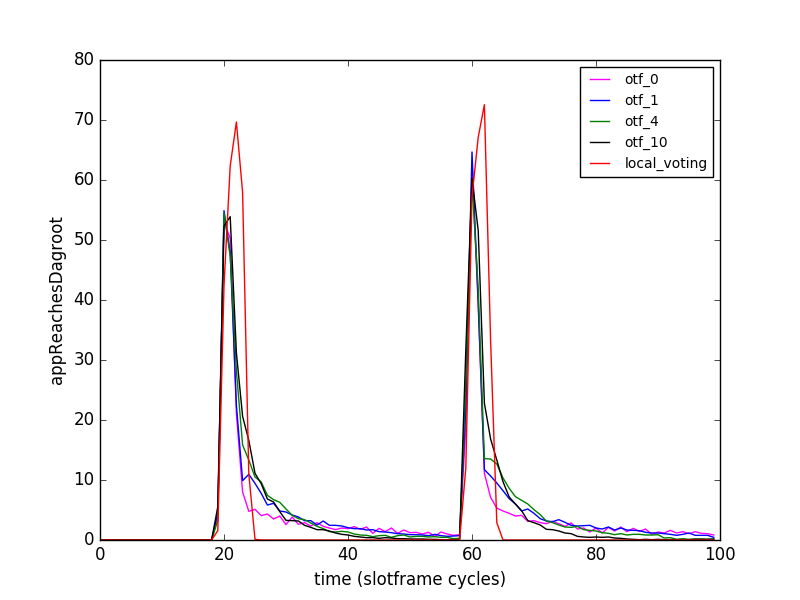 80
70
60
50
40
30
20
10
0
appReachesDagroot
otf_0
otf_1
otf_4
otf_10
local_voting
0 20 40 60 80 100
time (slotframe cycles)